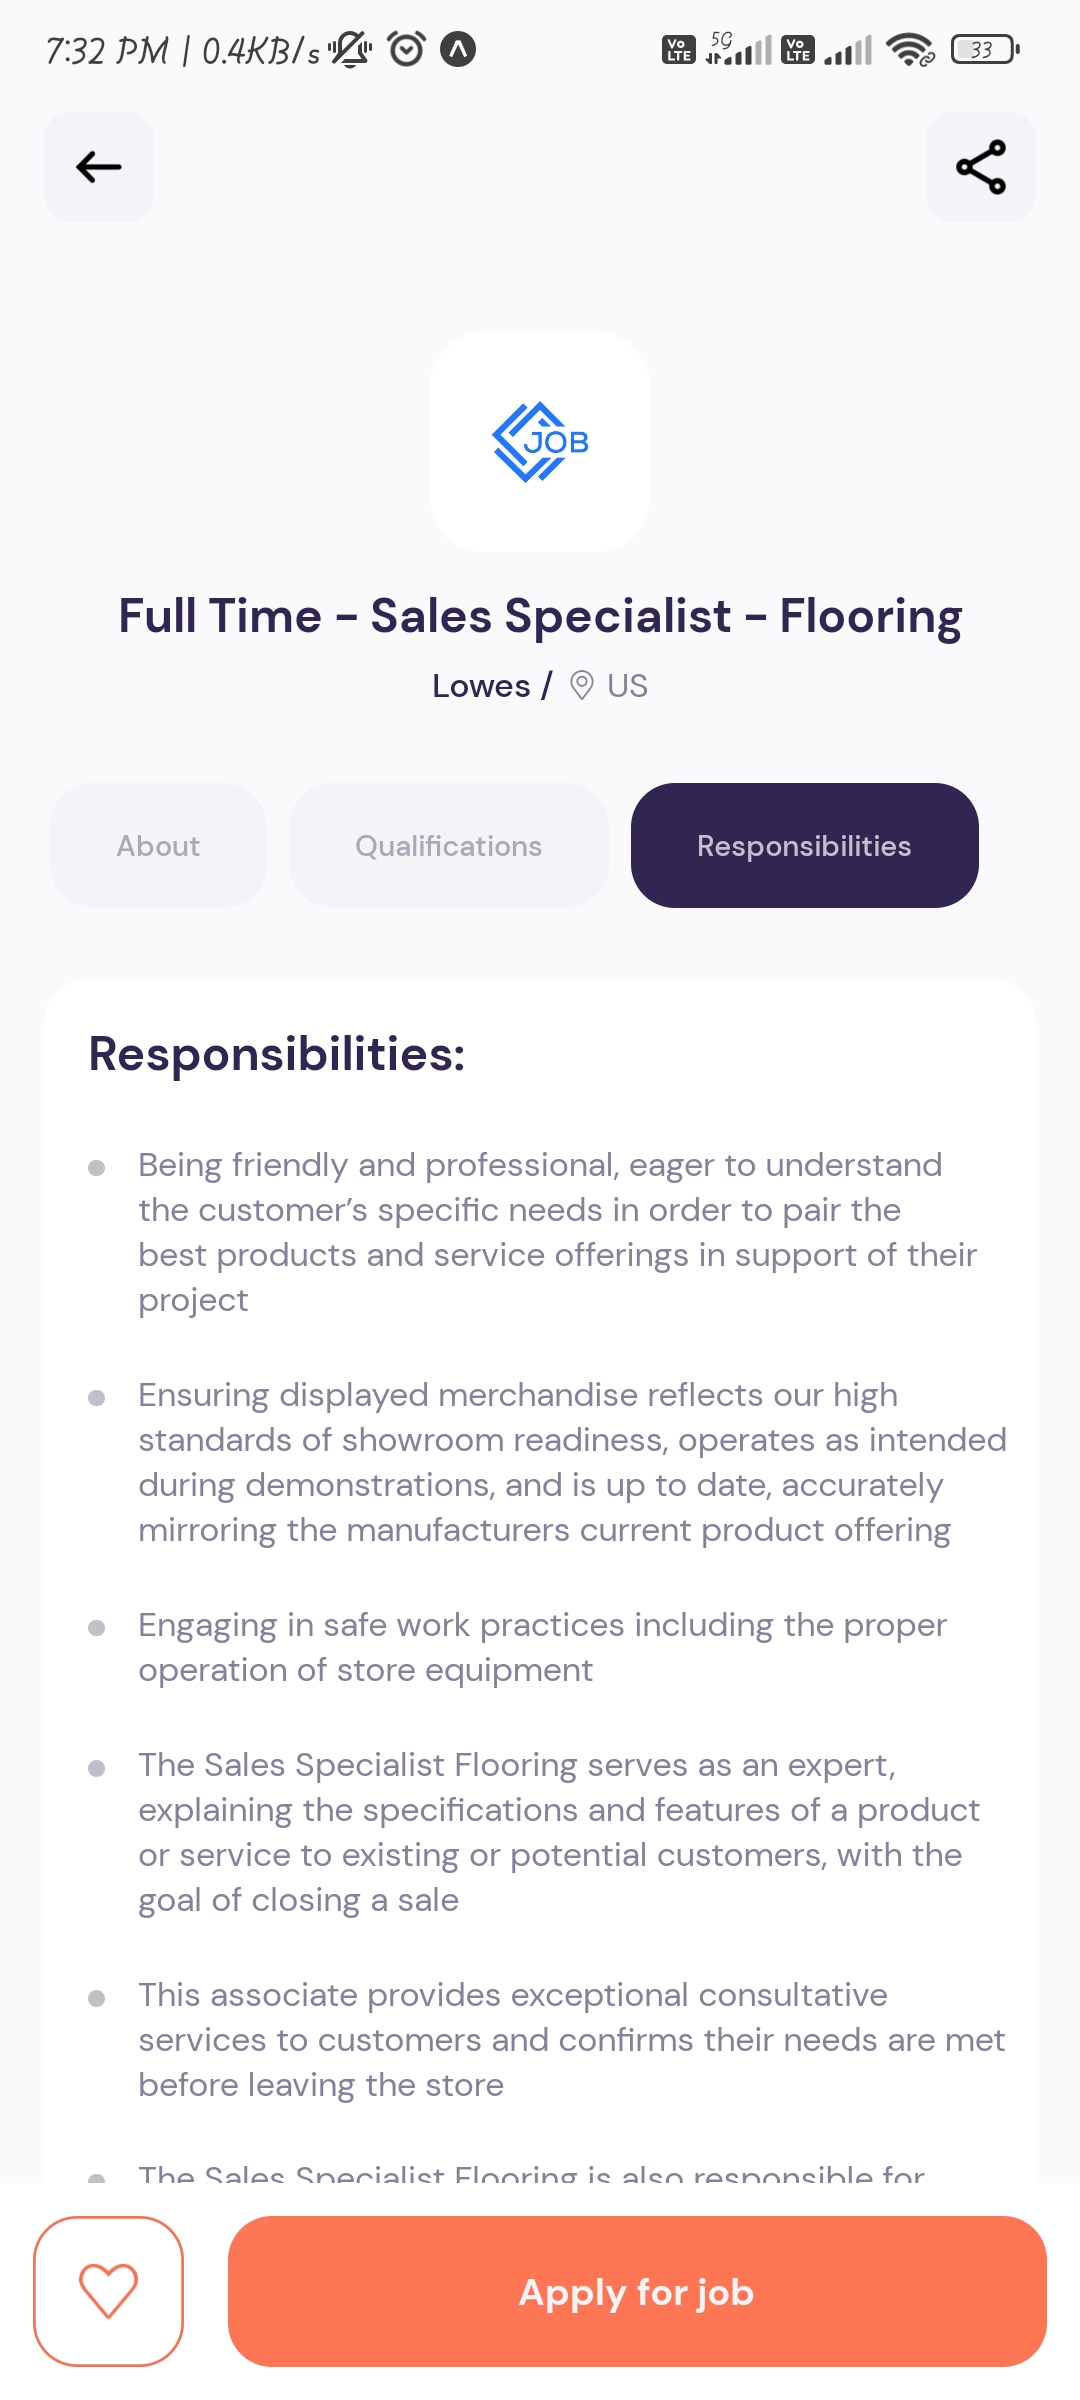 7:32 PM | 0.4KB/s
Vo LTE 5G Vo LTE 33
JOB
Full Time - Sales Specialist - Flooring
Lowes / US
About Qualifications Responsibilities
Responsibilities:
Being friendly and professional, eager to understand
the customer’s specific needs in order to pair the
best products and service offerings in support of their
project
Ensuring displayed merchandise reflects our high
standards of showroom readiness, operates as intended
during demonstrations, and is up to date, accurately
mirroring the manufacturers current product offering
Engaging in safe work practices including the proper
operation of store equipment
The Sales Specialist Flooring serves as an expert,
explaining the specifications and features of a product
or service to existing or potential customers, with the
goal of closing a sale
This associate provides exceptional consultative
services to customers and confirms their needs are met
before leaving the store
The Sales Specialist Flooring is also responsible for
Apply for job